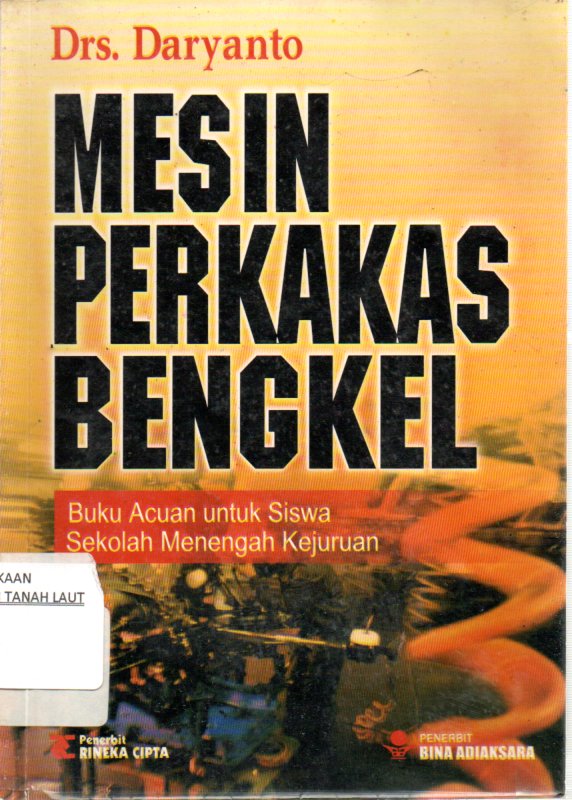 Drs. Daryanto
MESIN
PERKAKAS
BENGKEL
Buku Acuan untuk Siswa
Sekolah Menengah Kejuruan
KAAN
TANAH LAUT
Penerbit
RINEKA CIPTA
PENERBIT
BINA ADIAKSARA